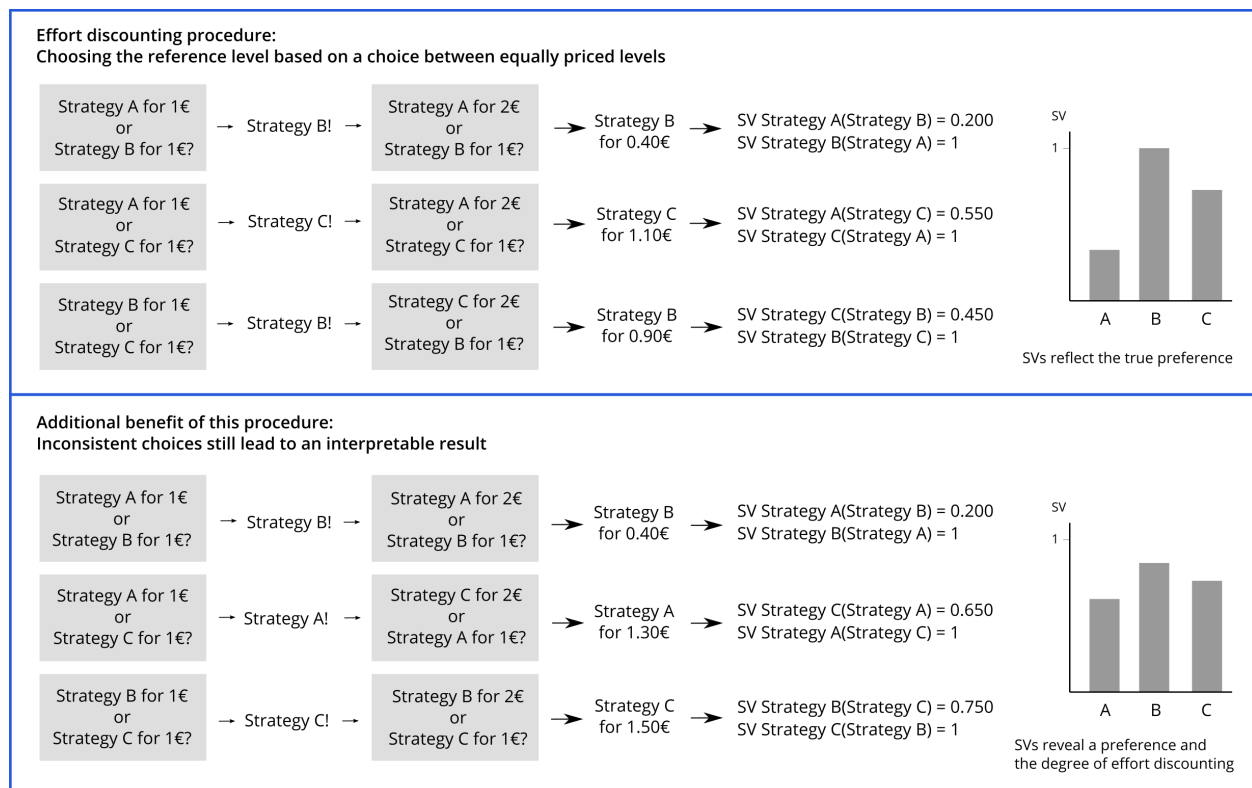 Effort discounting procedure:
Choosing the reference level based on a choice between equally priced levels
Strategy A for 1€
or
Strategy B for 1€?
Strategy B!
Strategy A for 2€
or
Strategy B for 1€?
Strategy B
for 0.40€
SV Strategy A(Strategy B) = 0.200
SV Strategy B(Strategy A) = 1
Strategy A for 1€
or
Strategy C for 1€?
Strategy C!
Strategy A for 2€
or
Strategy C for 1€?
Strategy C
for 1.10€
SV Strategy A(Strategy C) = 0.550
SV Strategy C(Strategy A) = 1
Strategy B for 1€
or
Strategy C for 1€?
Strategy B!
Strategy C for 2€
or
Strategy B for 1€?
Strategy B
for 0.90€
SV Strategy C(Strategy B) = 0.450
SV Strategy B(Strategy C) = 1
SV
1
A B C
SVs reflect the true preference
Additional benefit of this procedure:
Inconsistent choices still lead to an interpretable result
Strategy A for 1€
or
Strategy B for 1€?
Strategy B!
Strategy A for 2€
or
Strategy B for 1€?
Strategy B
for 0.40€
SV Strategy A(Strategy B) = 0.200
SV Strategy B(Strategy A) = 1
Strategy A for 1€
or
Strategy C for 1€?
Strategy A!
Strategy C for 2€
or
Strategy A for 1€?
Strategy A
for 1.30€
SV Strategy C(Strategy A) = 0.650
SV Strategy A(Strategy C) = 1
Strategy B for 1€
or
Strategy C for 1€?
Strategy C!
Strategy B for 2€
or
Strategy C for 1€?
Strategy C
for 1.50€
SV Strategy B(Strategy C) = 0.750
SV Strategy C(Strategy B) = 1
SV
1
A B C
SVs reveal a preference and
the degree of effort discounting